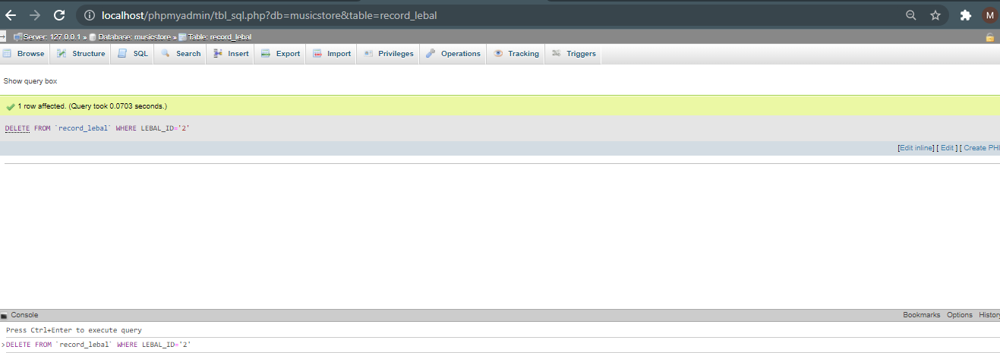 localhost/phpmyadmin/tbl_sql.php?db=musicstore&table=record_lebal
M
Server: 127.0.0.1 » Database: musicstore » Table: record_lebal
Browse Structure SQL Search Insert Export Import Privileges Operations Tracking Triggers
Show query box
1 row affected. (Query took 0.0703 seconds.)
DELETE FROM `record_lebal` WHERE LEBAL_ID='2'
[Edit inline] [ Edit ] [ Create PH
Console
Bookmarks Options History
Press Ctrl+Enter to execute query
>DELETE FROM `record_lebal` WHERE LEBAL_ID='2'